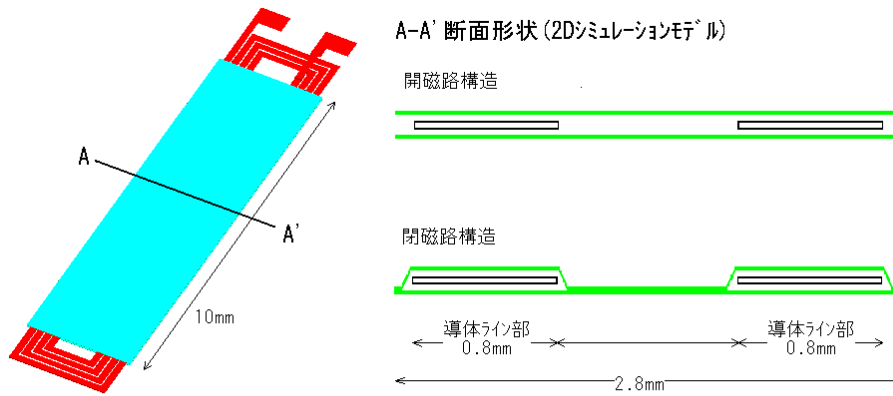 A-A' 断面形状(2Dシミュレーションモデル)
開磁路構造
A
A'
10mm
閉磁路構造
導体ライン部
0.8mm
導体ライン部
0.8mm
2.8mm